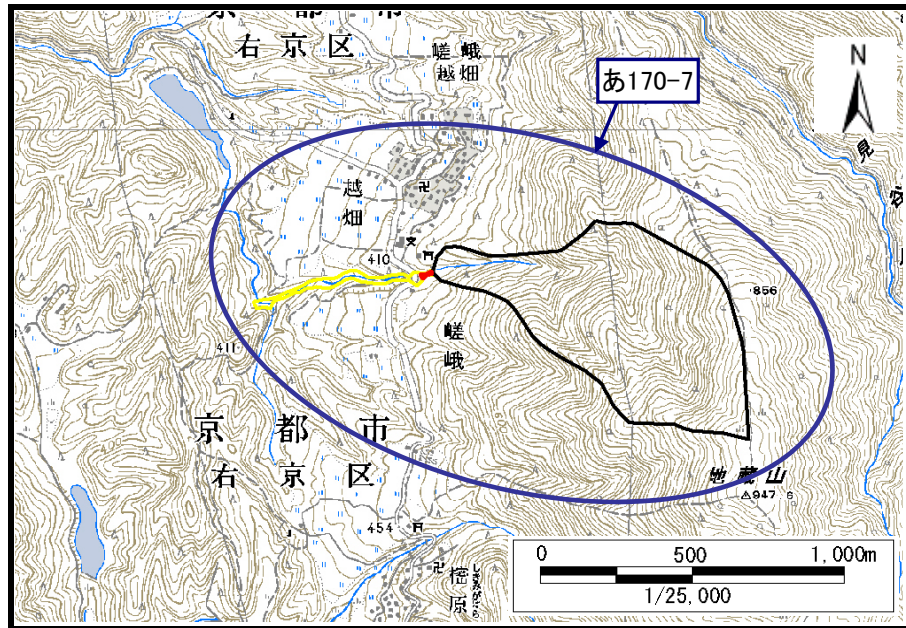 京都市
右京区
嵯峨
越畑
あ170-7
N
見
越畑
410
856
嵯峨
411
京都市
右京区
地蔵山
△947 6
454
樒原
0 500 1,000m
1/25,000